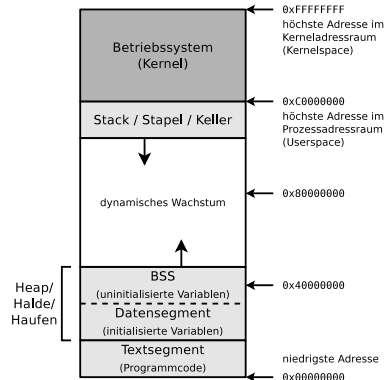 0xFFFFFFFF
höchste Adresse im
Kerneladressraum
(Kernelspace)
Betriebssystem
(Kernel)
0xC0000000
höchste Adresse im
Prozessadressraum
(Userspace)
Stack / Stapel / Keller
dynamisches Wachstum
0x80000000
Heap/
Halde/
Haufen
BSS
(uninitialisierte Variablen)
0x40000000
Datensegment
(initialisierte Variablen)
Textsegment
(Programmcode)
niedrigste Adresse
0x00000000